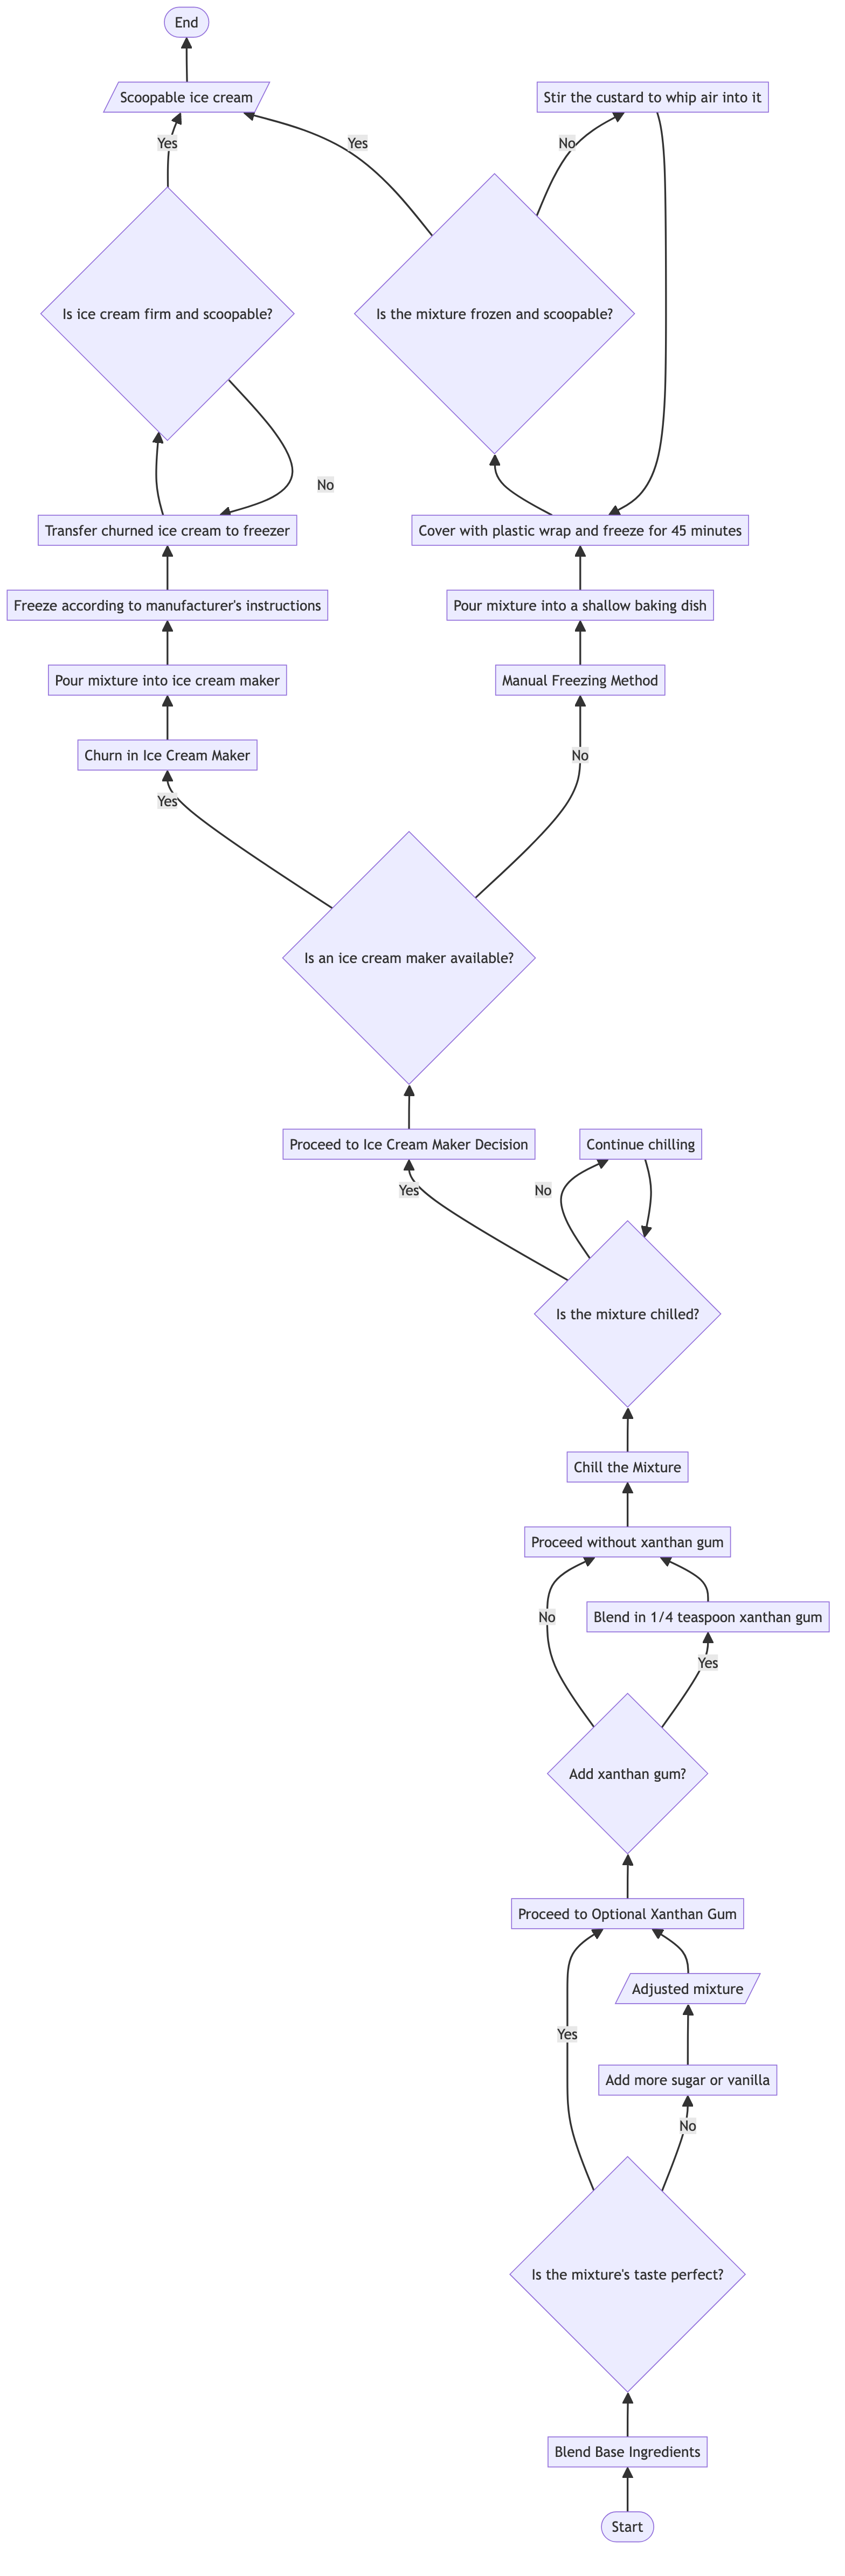 End
Scoopable ice cream
Stir the custard to whip air into it
Yes
Yes
No
Is ice cream firm and scoopable?
Is the mixture frozen and scoopable?
No
Transfer churned ice cream to freezer
Cover with plastic wrap and freeze for 45 minutes
Freeze according to manufacturer's instructions
Pour mixture into a shallow baking dish
Pour mixture into ice cream maker
Manual Freezing Method
Churn in Ice Cream Maker
No
Yes
Is an ice cream maker available?
Proceed to Ice Cream Maker Decision
Continue chilling
Yes
No
Is the mixture chilled?
Chill the Mixture
Proceed without xanthan gum
No
Blend in 1/4 teaspoon xanthan gum
Yes
Add xanthan gum?
Proceed to Optional Xanthan Gum
Adjusted mixture
Yes
Add more sugar or vanilla
No
Is the mixture's taste perfect?
Blend Base Ingredients
Start